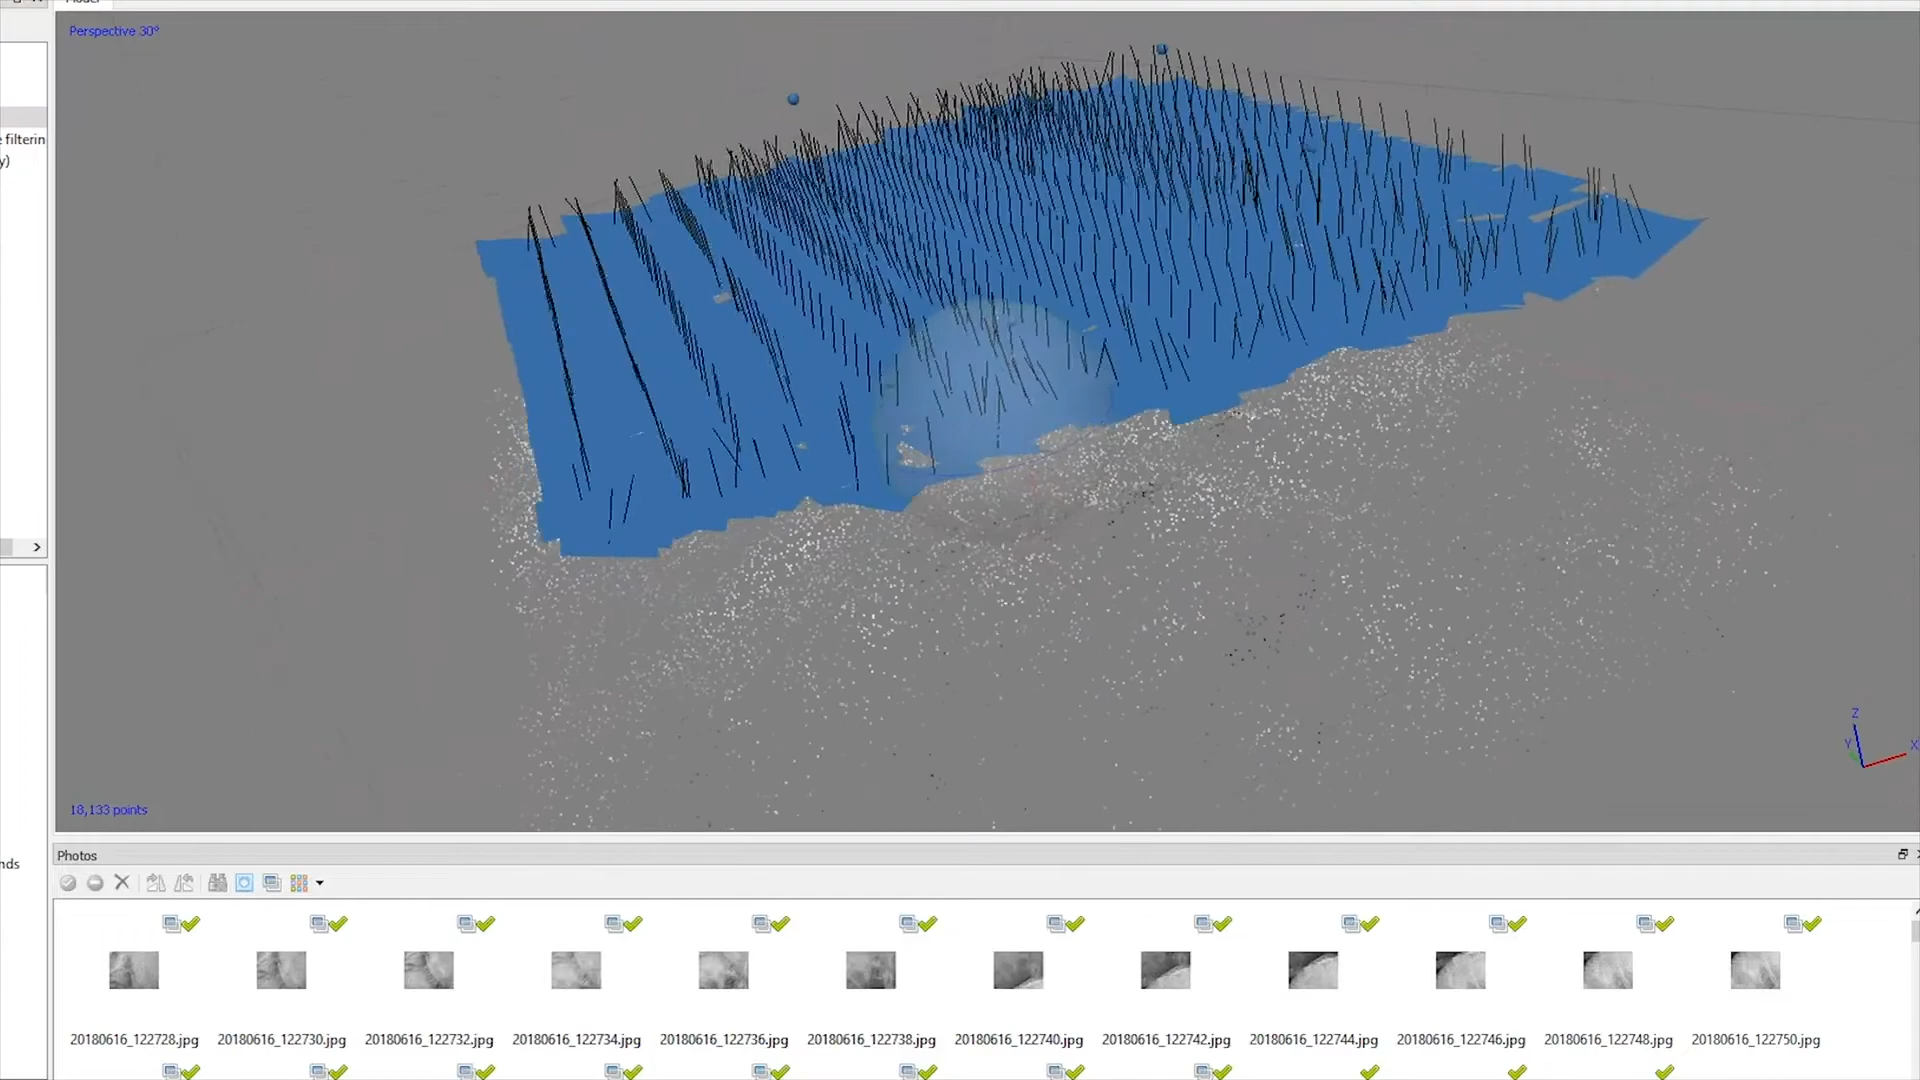 Model
Perspective 30°
e filterin
y)
nds
Z
Y
X
18,133 points
Photos
20180616_122728.jpg
20180616_122730.jpg
20180616_122732.jpg
20180616_122734.jpg
20180616_122736.jpg
20180616_122738.jpg
20180616_122740.jpg
20180616_122742.jpg
20180616_122744.jpg
20180616_122746.jpg
20180616_122748.jpg
20180616_122750.jpg